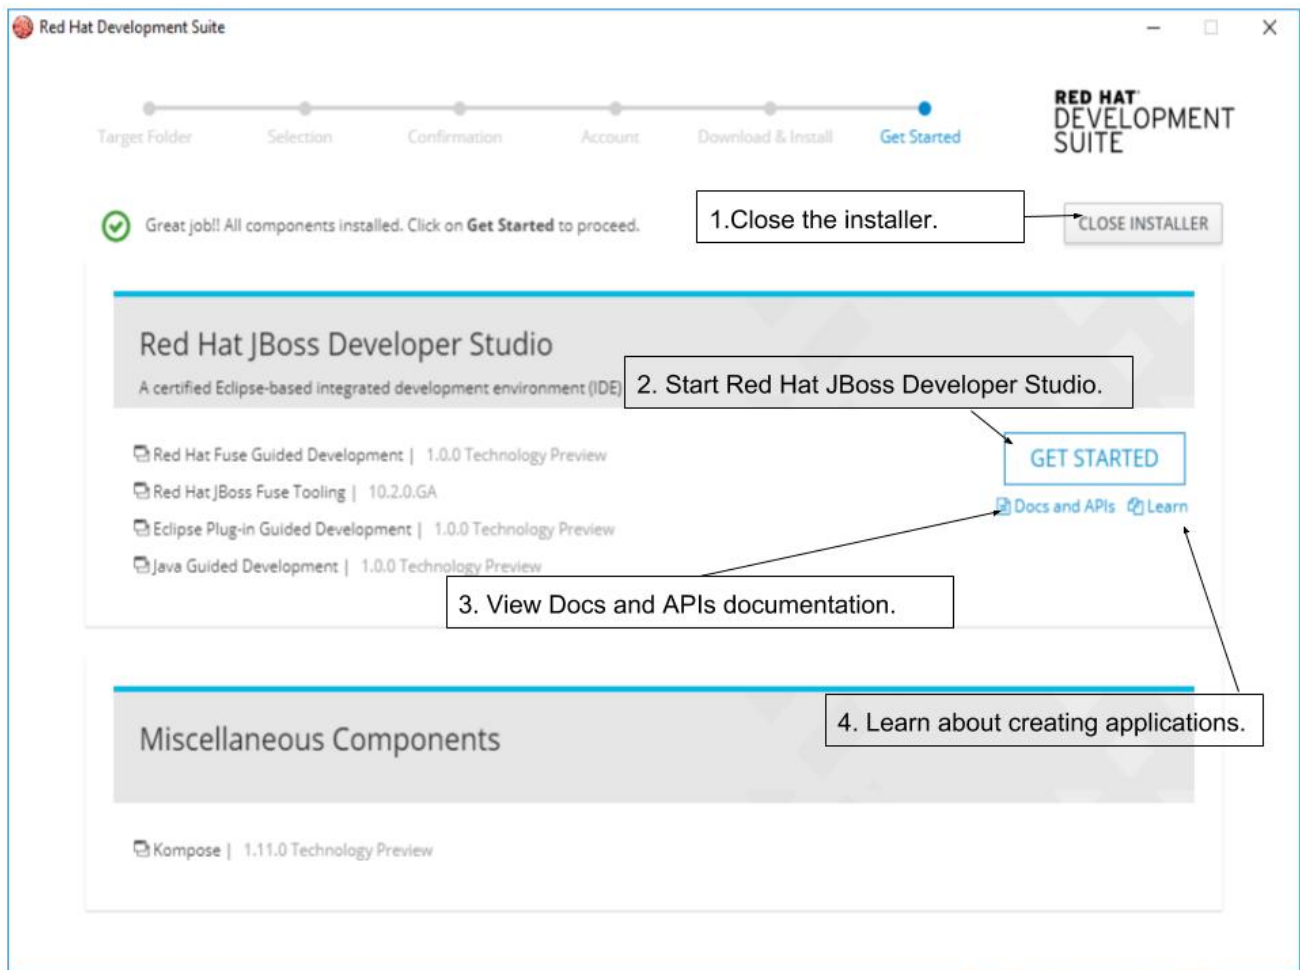 Red Hat Development Suite
RED HAT
DEVELOPMENT
SUITE
Target Folder
Selection
Confirmation
Account
Download & Install
Get Started
Great job!! All components installed. Click on Get Started to proceed.
1.Close the installer.
CLOSE INSTALLER
Red Hat JBoss Developer Studio
A certified Eclipse-based integrated development environment (IDE)
2. Start Red Hat JBoss Developer Studio.
Red Hat Fuse Guided Development | 1.0.0 Technology Preview
GET STARTED
Red Hat JBoss Fuse Tooling | 10.2.0.GA
Docs and APIs
Learn
Eclipse Plug-in Guided Development | 1.0.0 Technology Preview
Java Guided Development | 1.0.0 Technology Preview
3. View Docs and APIs documentation.
Miscellaneous Components
4. Learn about creating applications.
Kompose | 1.11.0 Technology Preview